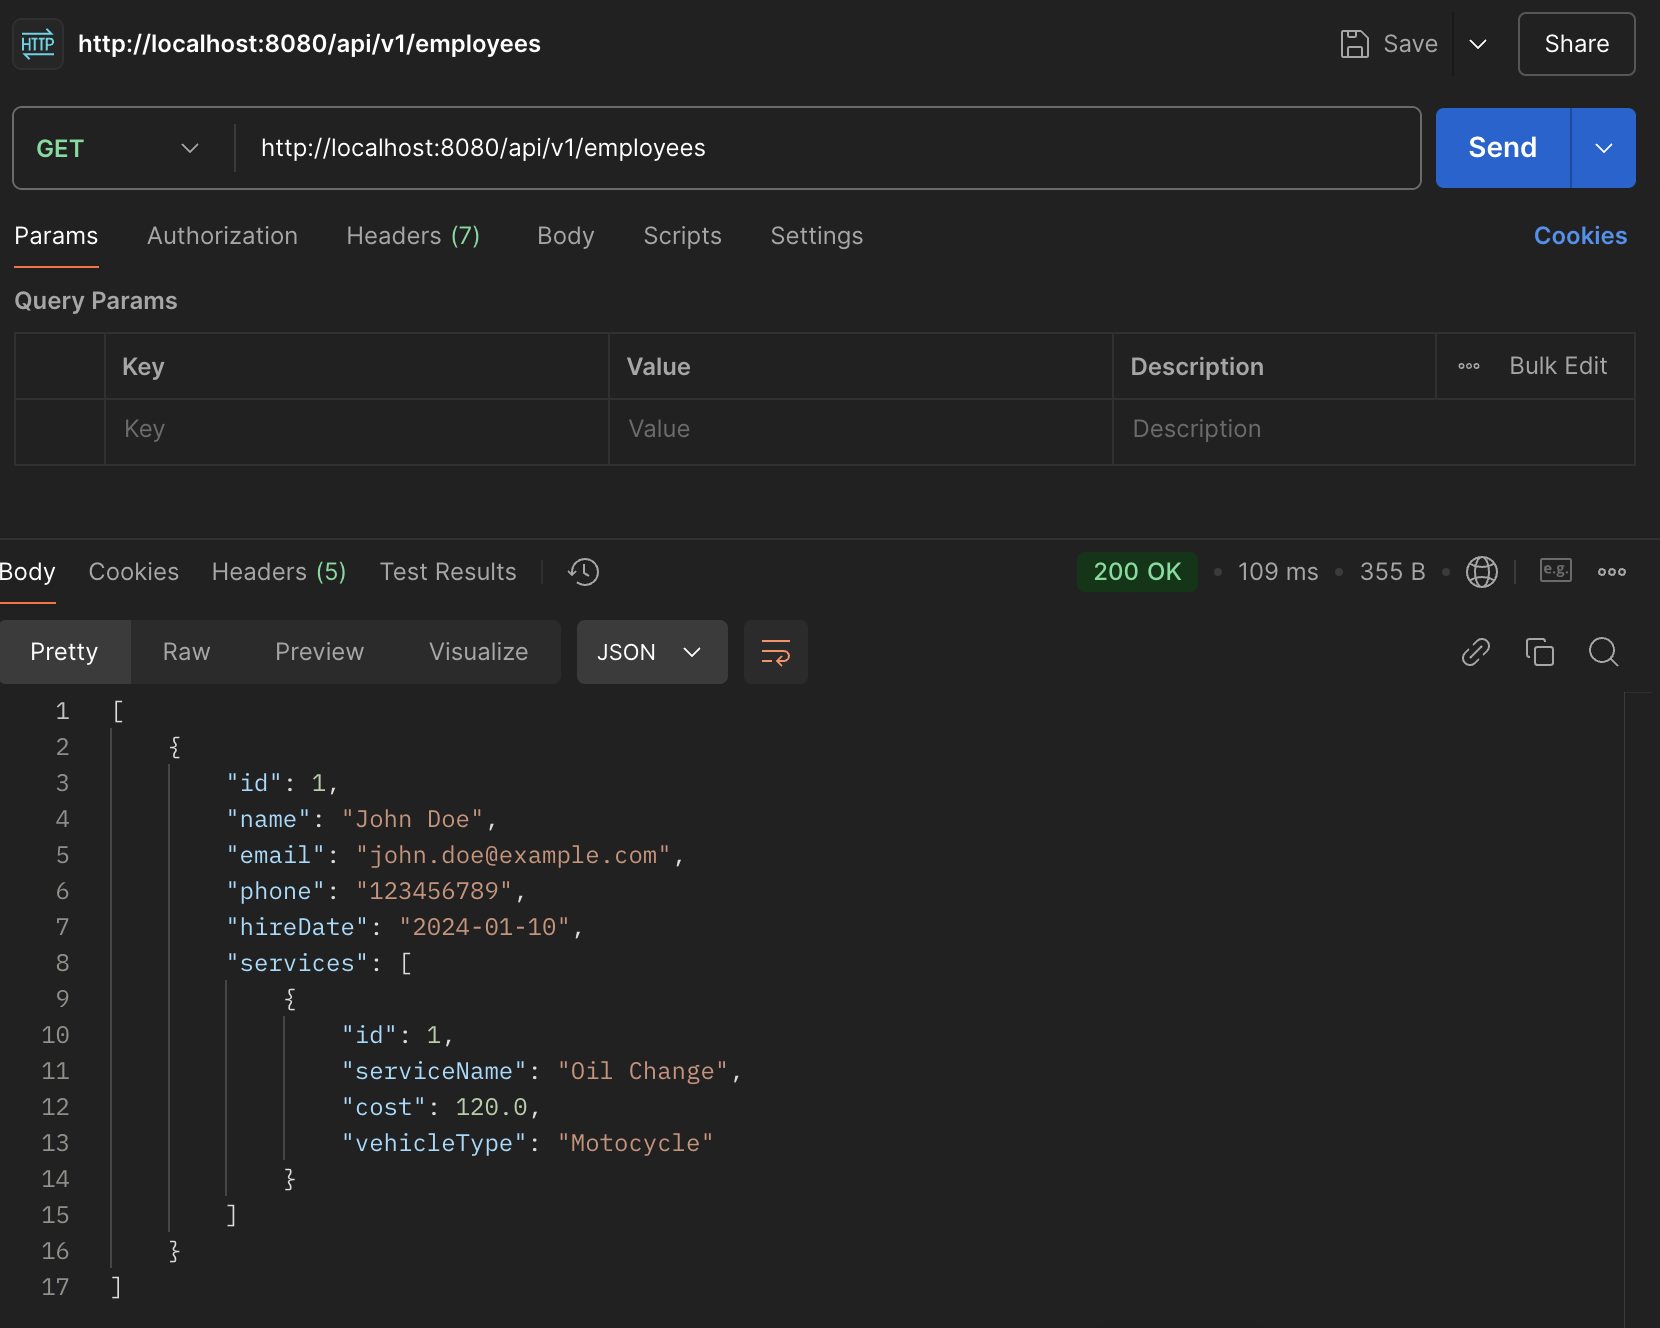 HTTP http://localhost:8080/api/v1/employees Save Share
GET http://localhost:8080/api/v1/employees Send
Params Authorization Headers (7) Body Scripts Settings Cookies
Query Params
Key Value Description Bulk Edit
Key Value Description
Body Cookies Headers (5) Test Results 200 OK • 109 ms • 355 B • e.g.
Pretty Raw Preview Visualize JSON
1 [
2 {
3 "id": 1,
4 "name": "John Doe",
5 "email": "john.doe@example.com",
6 "phone": "123456789",
7 "hireDate": "2024-01-10",
8 "services": [
9 {
10 "id": 1,
11 "serviceName": "Oil Change",
12 "cost": 120.0,
13 "vehicleType": "Motocycle"
14 }
15 ]
16 }
17 ]